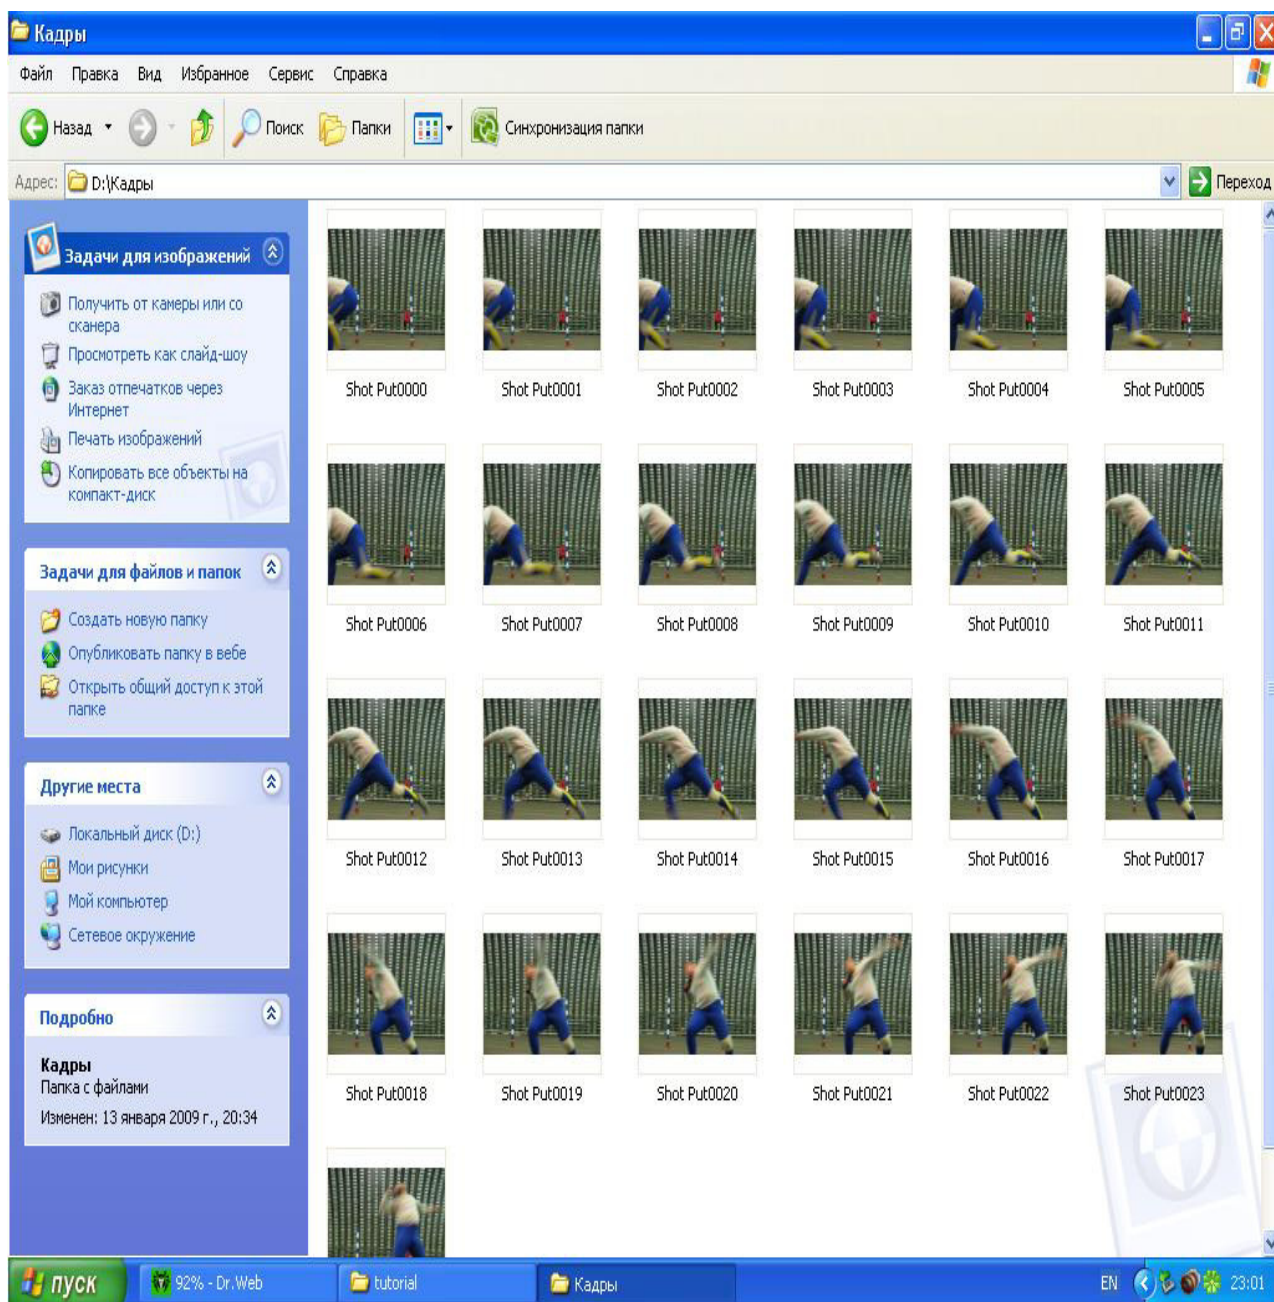 Кадры
Файл Правка Вид Избранное Сервис Справка
Назад Поиск Папки Синхронизация папки
Адрес: D:\Кадры Переход
Задачи для изображений
Получить от камеры или со
сканера
Просмотреть как слайд-шоу
Заказ отпечатков через
Интернет
Печать изображений
Копировать все объекты на
компакт-диск
Задачи для файлов и папок
Создать новую папку
Опубликовать папку в вебе
Открыть общий доступ к этой
папке
Другие места
Локальный диск (D:)
Мои рисунки
Мой компьютер
Сетевое окружение
Подробно
Кадры
Папка с файлами
Изменен: 13 января 2009 г., 20:34
Shot Put0000 Shot Put0001 Shot Put0002 Shot Put0003 Shot Put0004 Shot Put0005
Shot Put0006 Shot Put0007 Shot Put0008 Shot Put0009 Shot Put0010 Shot Put0011
Shot Put0012 Shot Put0013 Shot Put0014 Shot Put0015 Shot Put0016 Shot Put0017
Shot Put0018 Shot Put0019 Shot Put0020 Shot Put0021 Shot Put0022 Shot Put0023
пуск 92% - Dr.Web tutorial Кадры EN 23:01